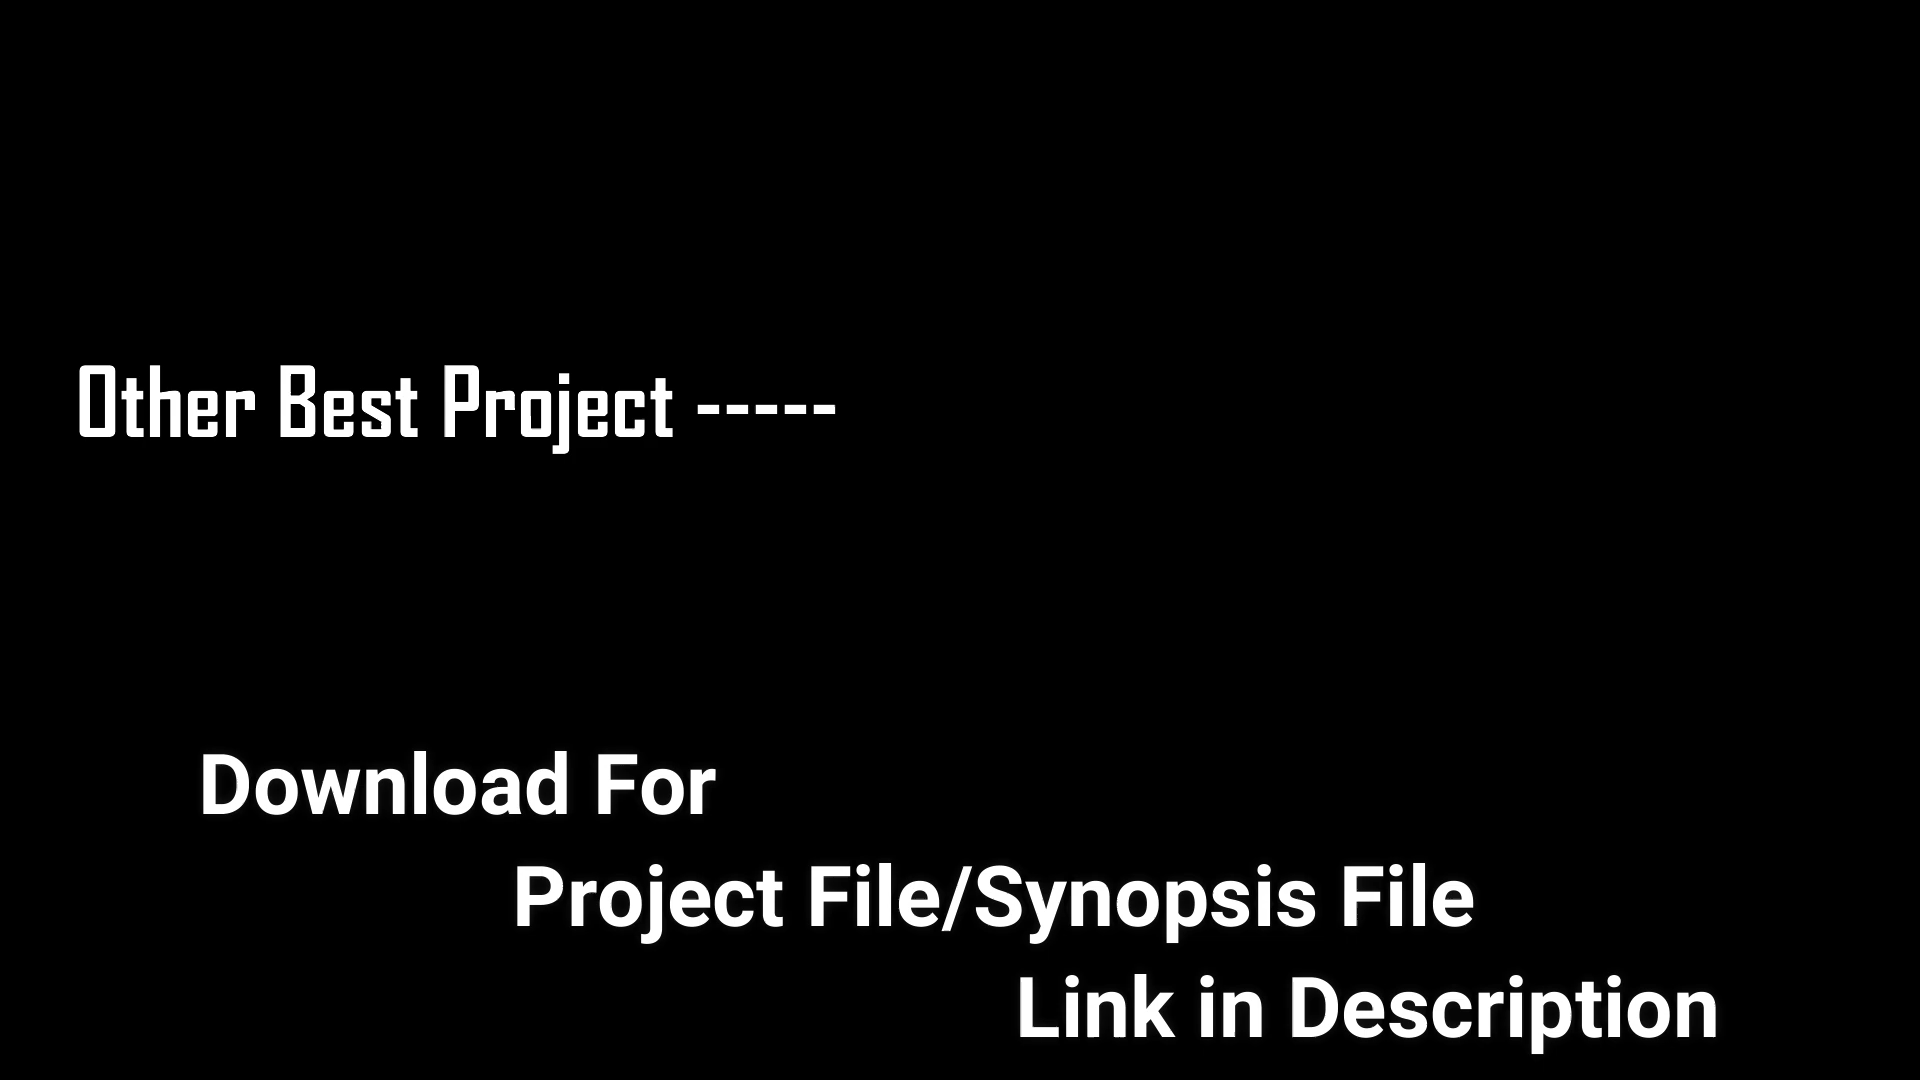 Other Best Project -----
Download For
Project File/Synopsis File
Link in Description